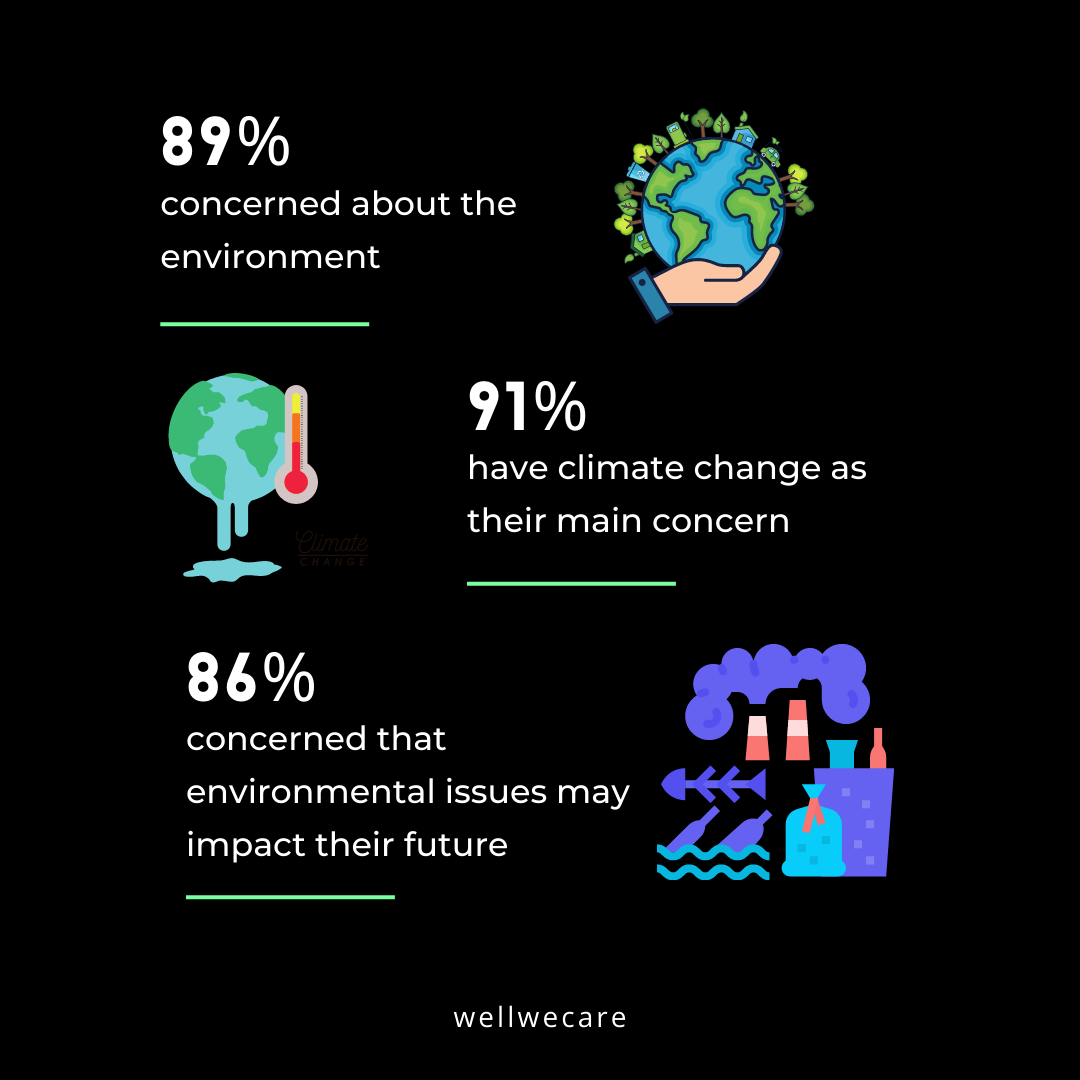 89%
concerned about the
environment
91%
have climate change as
their main concern
Climate
CHANGE
86%
concerned that
environmental issues may
impact their future
wellwecare